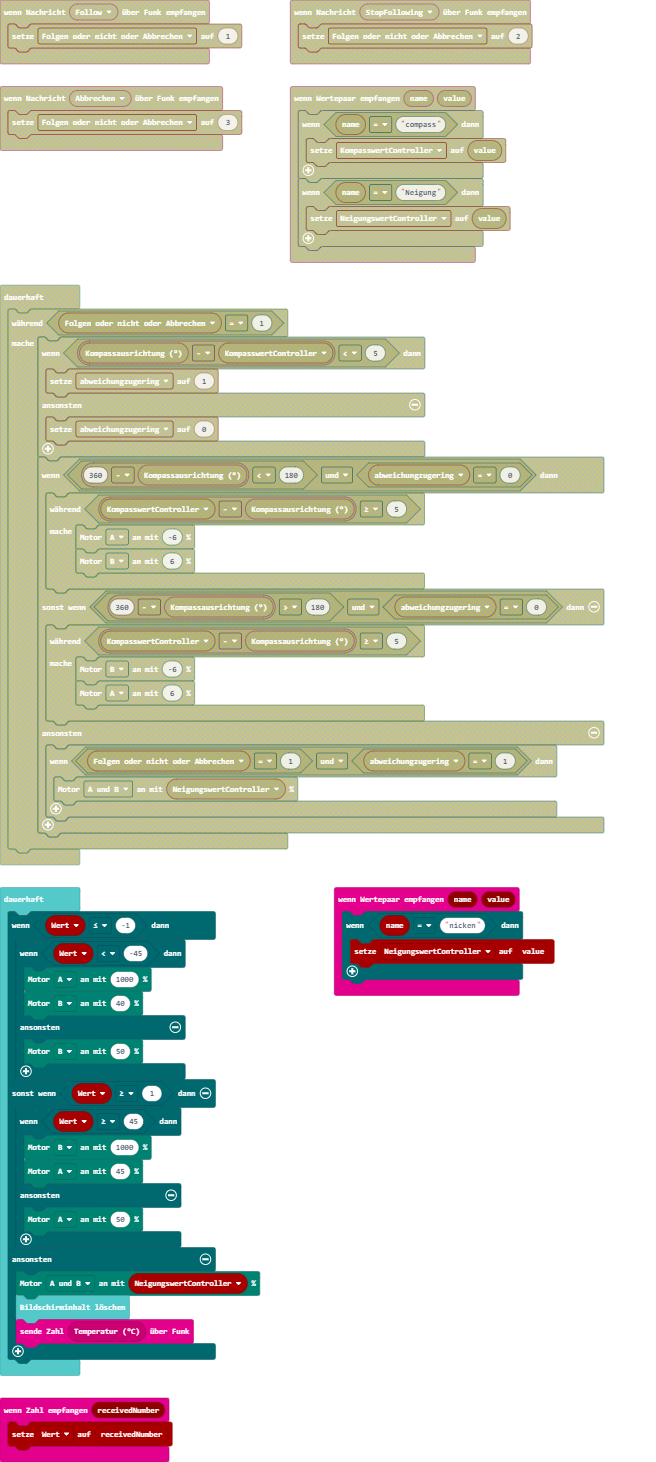 wenn Nachricht Follow über Funk empfangen
setze Folgen oder nicht oder Abbrechen auf 1
wenn Nachricht StopFollowing über Funk empfangen
setze Folgen oder nicht oder Abbrechen auf 2
wenn Nachricht Abbrechen über Funk empfangen
setze Folgen oder nicht oder Abbrechen auf 3
wenn Wertepaar empfangen name value
wenn name = "compass" dann
setze KompasswertController auf value
wenn name = "Neigung" dann
setze NeigungswertController auf value
dauerhaft
während Folgen oder nicht oder Abbrechen = 1
mache
wenn Kompassausrichtung (°) - KompasswertController < 5 dann
setze abweichungzugering auf 1
ansonsten
setze abweichungzugering auf 0
wenn 360 - Kompassausrichtung (°) < 180 und abweichungzugering = 0 dann
während KompasswertController - Kompassausrichtung (°) ≥ 5
mache
Motor A an mit -6 %
Motor B an mit 6 %
sonst wenn 360 - Kompassausrichtung (°) > 180 und abweichungzugering = 0 dann
während KompasswertController - Kompassausrichtung (°) ≥ 5
mache
Motor B an mit -6 %
Motor A an mit 6 %
ansonsten
wenn Folgen oder nicht oder Abbrechen = 1 und abweichungzugering = 1 dann
Motor A und B an mit NeigungswertController %
dauerhaft
wenn Wert ≤ -1 dann
wenn Wert < -45 dann
Motor A an mit 1000 %
Motor B an mit 40 %
ansonsten
Motor B an mit 50 %
sonst wenn Wert ≥ 1 dann
wenn Wert ≥ 45 dann
Motor B an mit 1000 %
Motor A an mit 45 %
ansonsten
Motor A an mit 50 %
ansonsten
Motor A und B an mit NeigungswertController %
Bildschirminhalt löschen
sende Zahl Temperatur (°C) über Funk
wenn Wertepaar empfangen name value
wenn name = "nicken" dann
setze NeigungswertController auf value
wenn Zahl empfangen receivedNumber
setze Wert auf receivedNumber